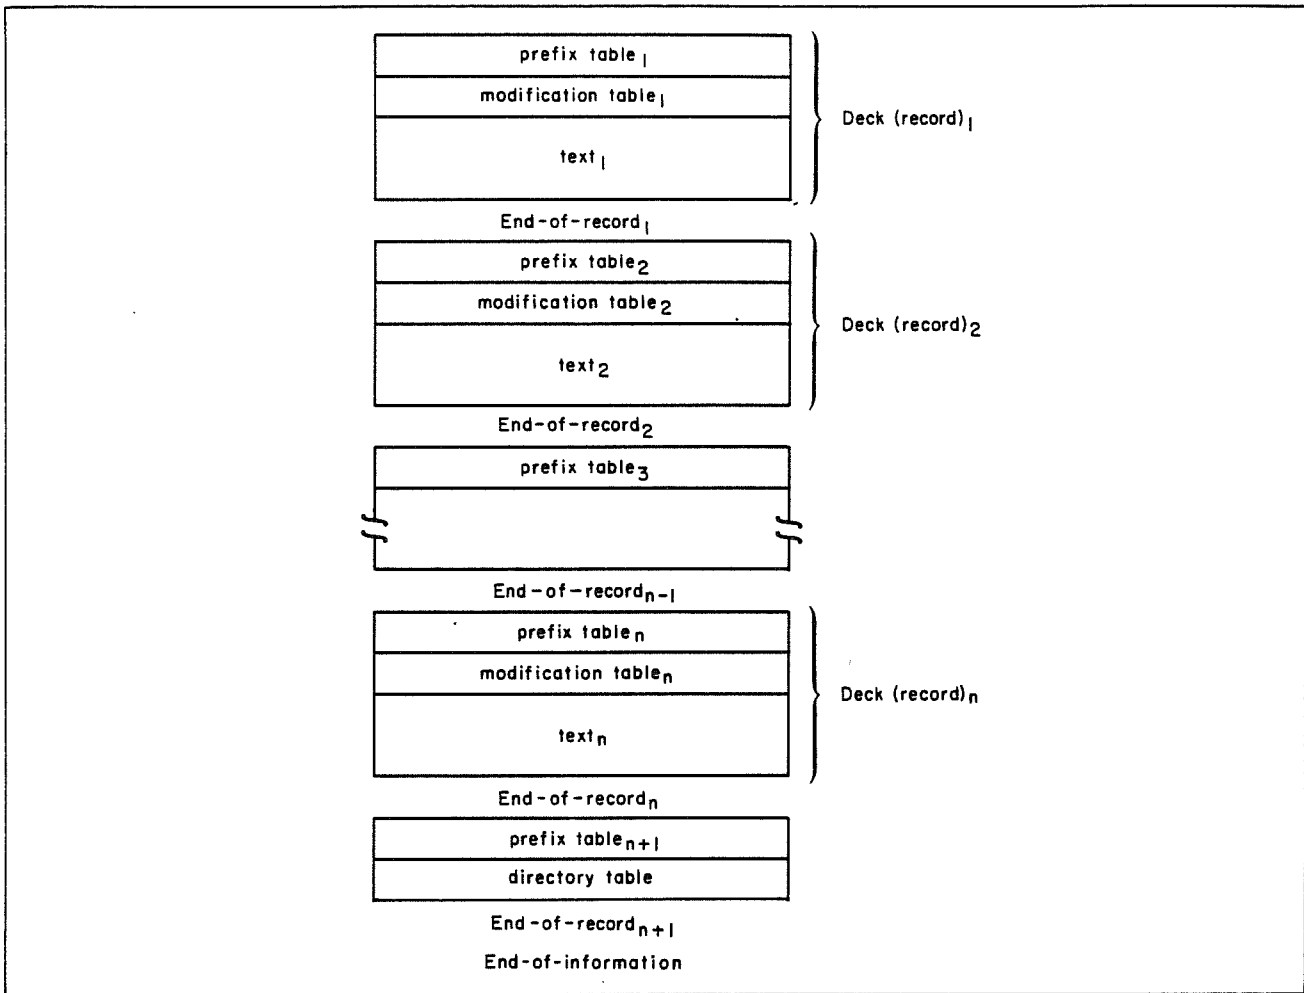 prefix table₁
modification table₁
Deck (record)₁
text₁
End-of-record₁
prefix table₂
modification table₂
Deck (record)₂
text₂
End-of-record₂
prefix table₃
End-of-recordₙ₋₁
prefix tableₙ
modification tableₙ
Deck (record)ₙ
textₙ
End-of-recordₙ
prefix tableₙ₊₁
directory table
End-of-recordₙ₊₁
End-of-information